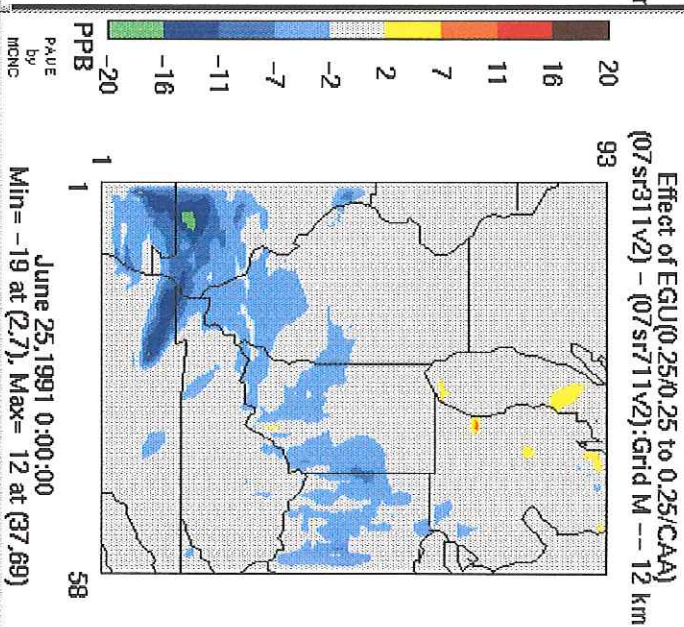 Effect of EGU(0.25/0.25 to 0.25/CAA)
(07sr311v2) - (07sr711v2):Grid M -- 12 km
20
16
11
7
2
-2
-7
-11
-16
-20
PPB
93
1
1
58
PAVE
by
MCNC
June 25,1991 0:00:00
Min= -19 at (2,7), Max= 12 at (37,69)